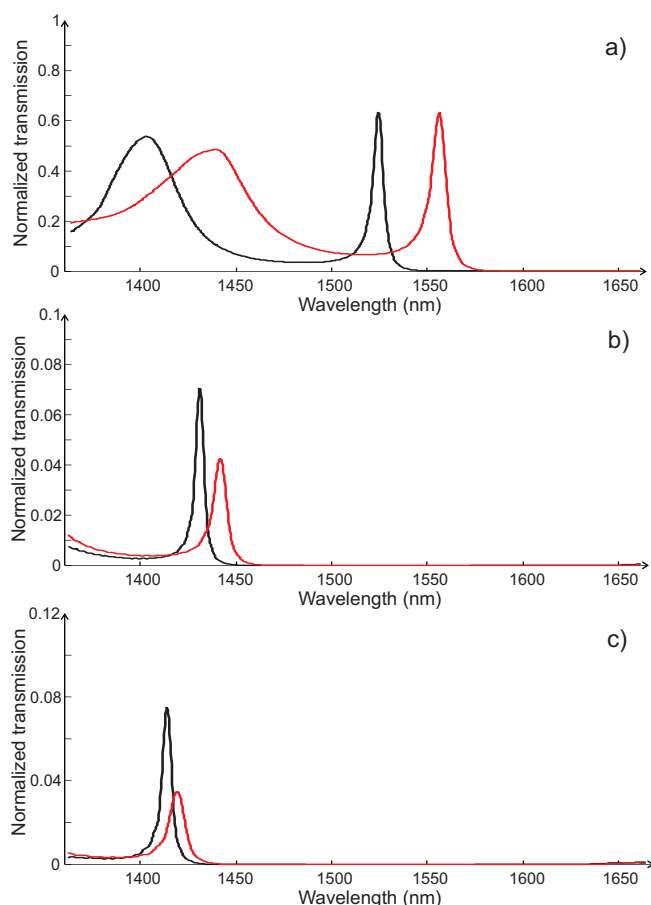 a)
Normalized transmission
1
0.8
0.6
0.4
0.2
0
1400 1450 1500 1550 1600 1650
Wavelength (nm)
b)
Normalized transmission
0.1
0.08
0.06
0.04
0.02
0
1400 1450 1500 1550 1600 1650
Wavelength (nm)
c)
Normalized transmission
0.12
0.08
0.04
0
1400 1450 1500 1550 1600 1650
Wavelength (nm)